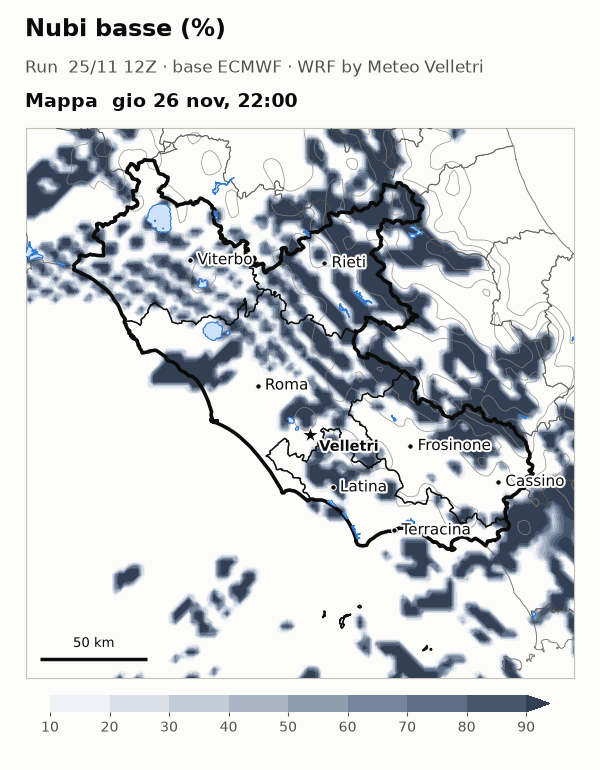 Nubi basse (%)
Run  25/11 12Z · base ECMWF · WRF by Meteo Velletri
Mappa  gio 26 nov, 22:00
Viterbo
Rieti
Roma
Velletri
Frosinone
Latina
Cassino
Terracina
50 km
10 20 30 40 50 60 70 80 90